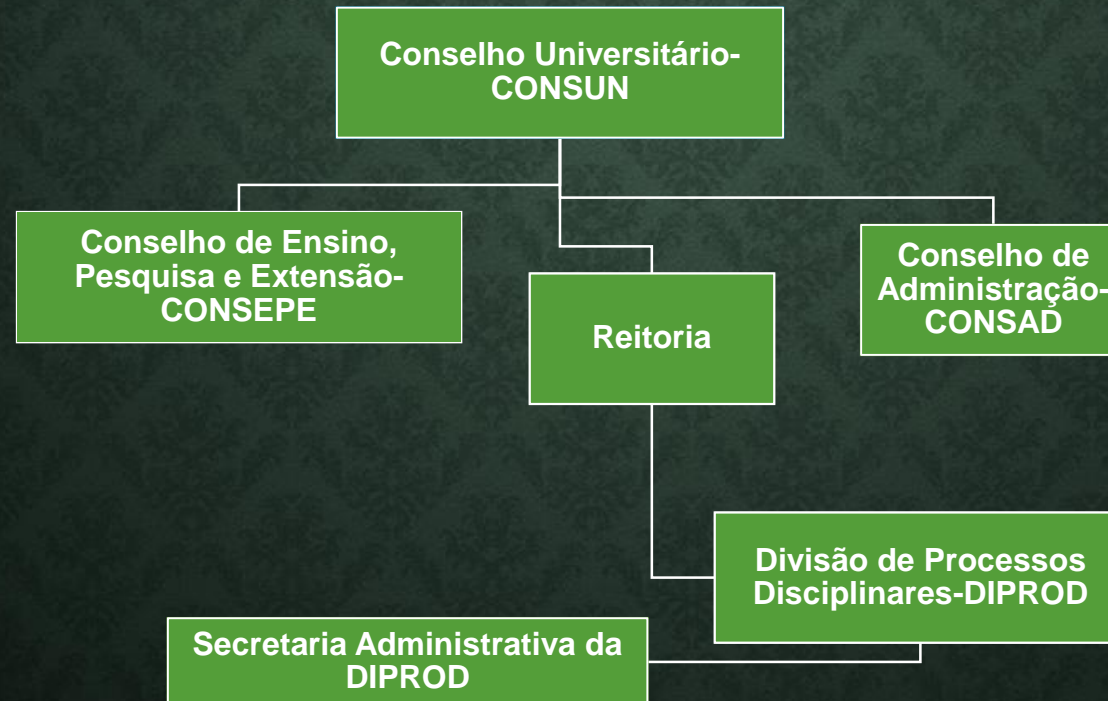 Conselho Universitário-
CONSUN
Conselho de Ensino,
Pesquisa e Extensão-
CONSEPE
Reitoria
Conselho de
Administração-
CONSAD
Divisão de Processos
Disciplinares-DIPROD
Secretaria Administrativa da
DIPROD